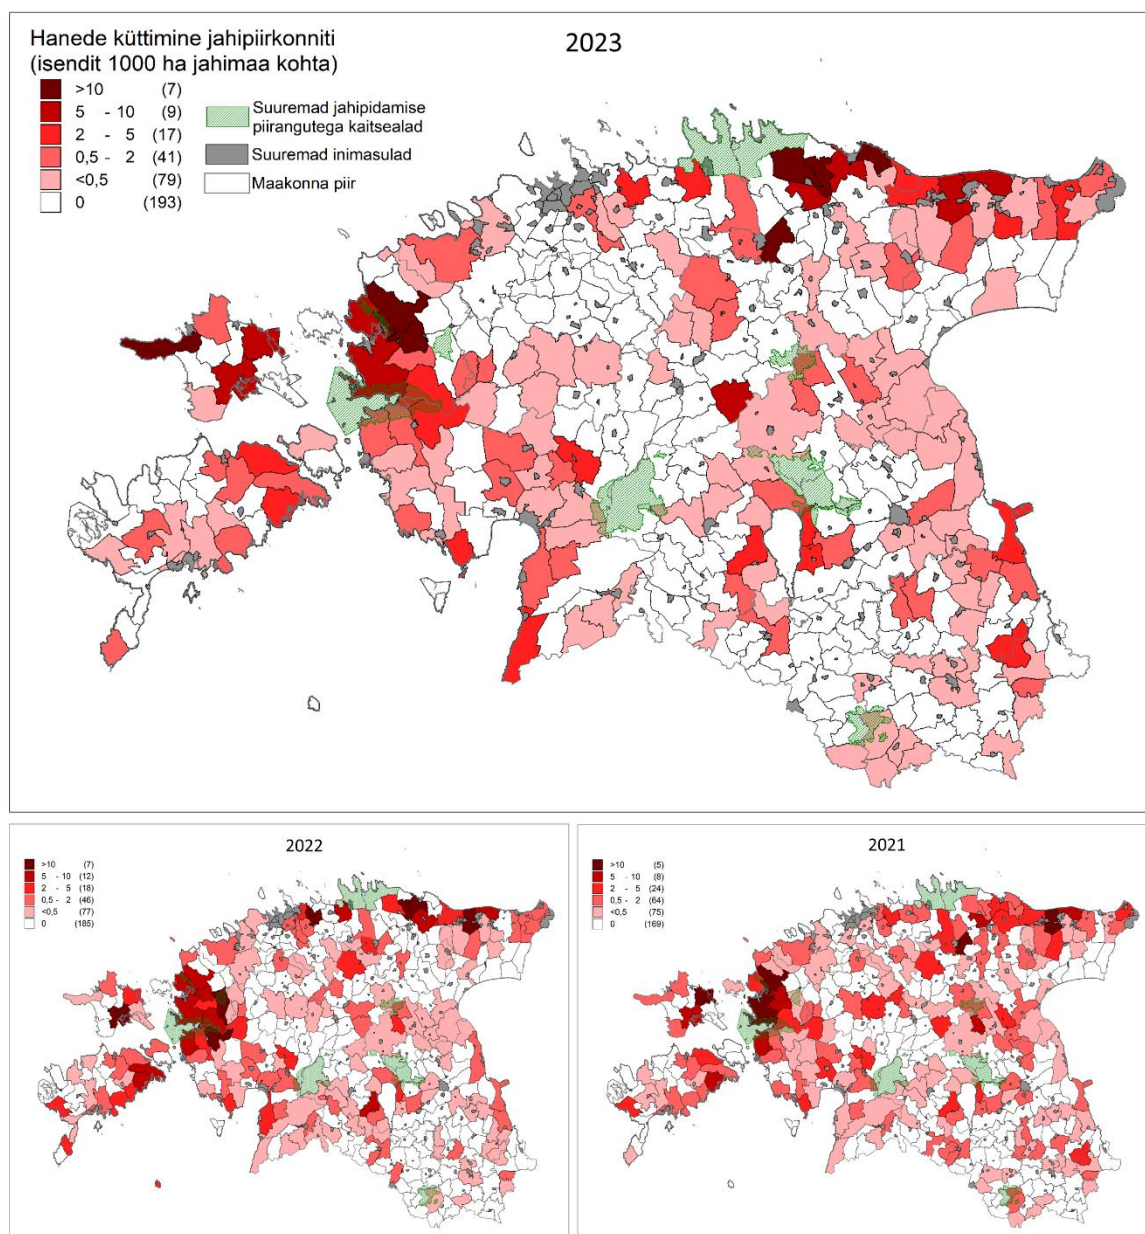 Hanede küttimine jahipiirkonniti
(isendit 1000 ha jahimaa kohta)
2023
>10 (7)
5 - 10 (9)
2 - 5 (17)
0,5 - 2 (41)
<0,5 (79)
0 (193)
Suuremad jahipidamise
piirangutega kaitsealad
Suuremad inimasulad
Maakonna piir
2022
>10 (7)
5 - 10 (12)
2 - 5 (18)
0,5 - 2 (46)
<0,5 (77)
0 (185)
2021
>10 (5)
5 - 10 (8)
2 - 5 (24)
0,5 - 2 (64)
<0,5 (75)
0 (169)